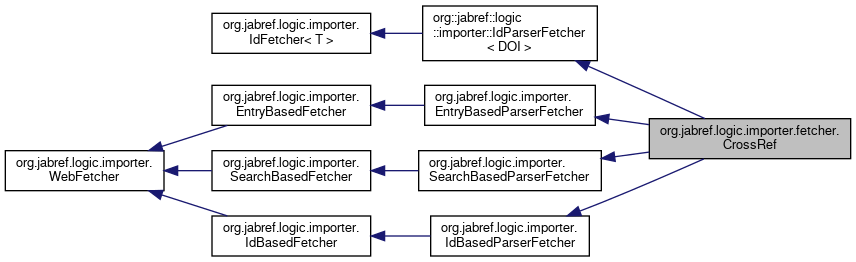 org.jabref.logic.importer.
IdFetcher< T >
org::jabref::logic
::importer::IdParserFetcher
< DOI >
org.jabref.logic.importer.
EntryBasedFetcher
org.jabref.logic.importer.
EntryBasedParserFetcher
org.jabref.logic.importer.fetcher.
CrossRef
org.jabref.logic.importer.
WebFetcher
org.jabref.logic.importer.
SearchBasedFetcher
org.jabref.logic.importer.
SearchBasedParserFetcher
org.jabref.logic.importer.
IdBasedFetcher
org.jabref.logic.importer.
IdBasedParserFetcher